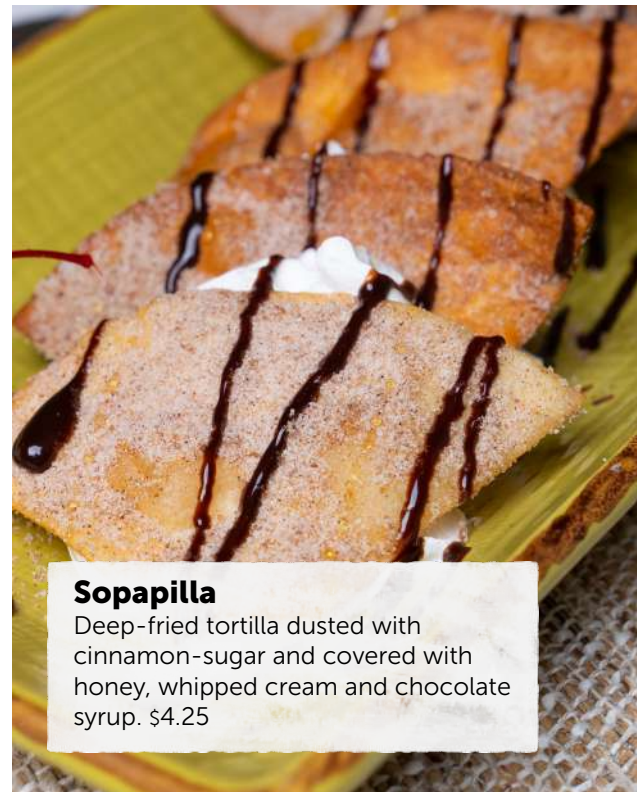 Sopapilla
Deep-fried tortilla dusted with
cinnamon-sugar and covered with
honey, whipped cream and chocolate
syrup. $4.25